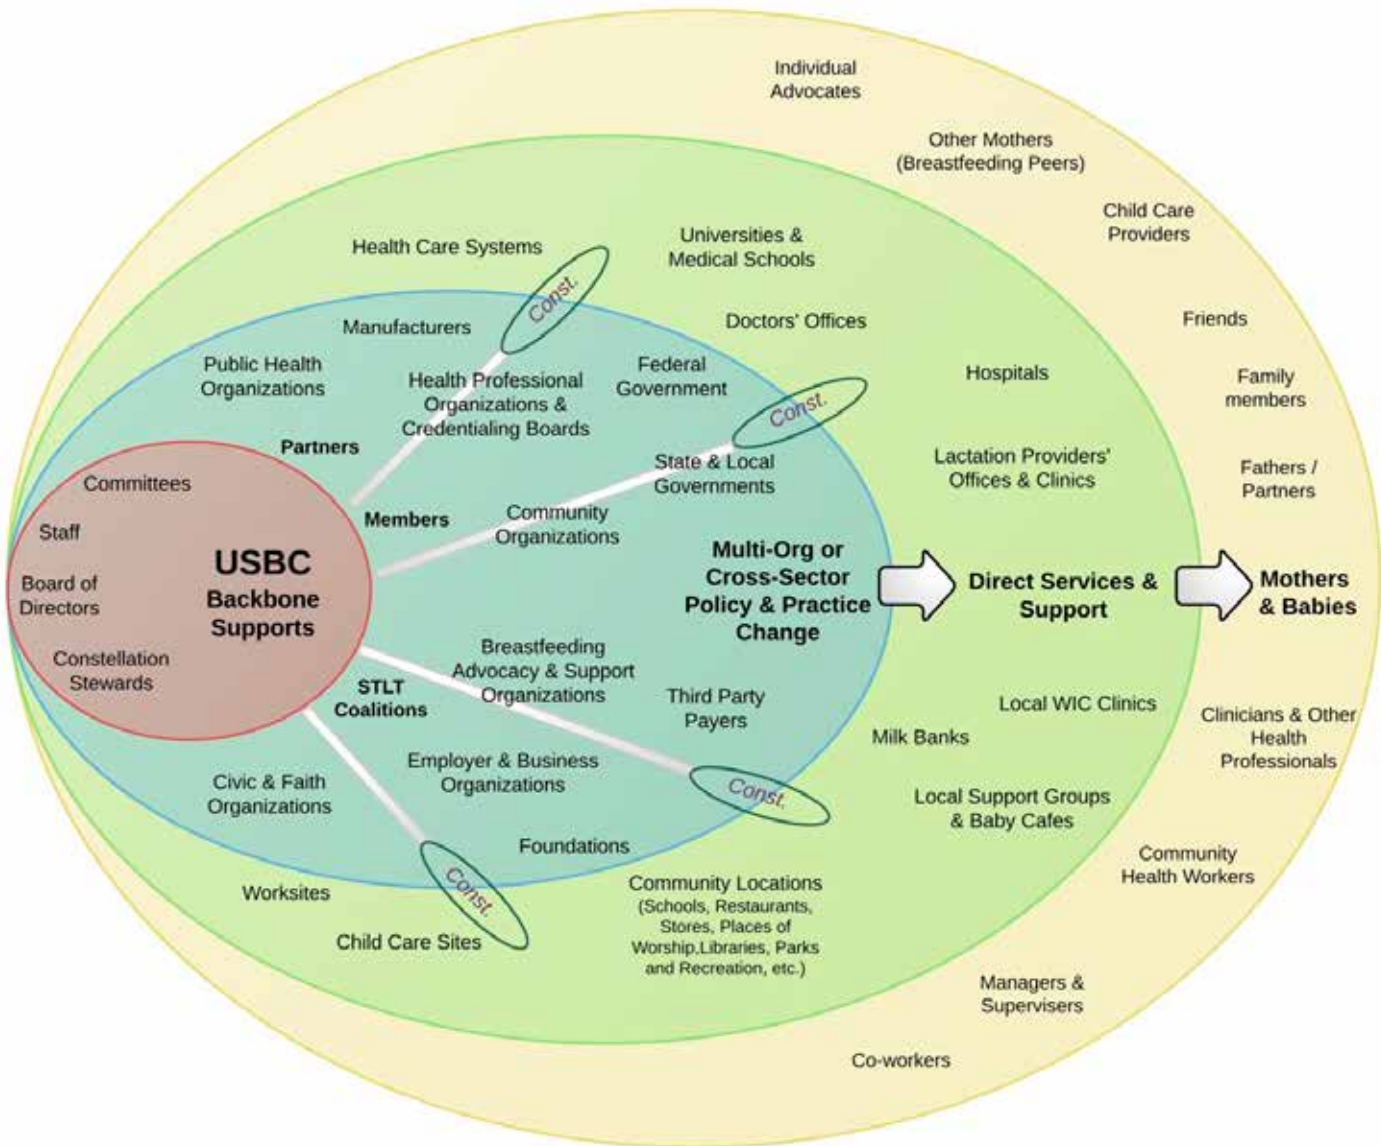 Individual
Advocates
Other Mothers
(Breastfeeding Peers)
Child Care
Providers
Friends
Family
members
Fathers /
Partners
Mothers
& Babies
Clinicians & Other
Health
Professionals
Community
Health Workers
Managers &
Supervisers
Co-workers
Health Care Systems
Universities &
Medical Schools
Doctors' Offices
Hospitals
Lactation Providers'
Offices & Clinics
Direct Services &
Support
Local WIC Clinics
Milk Banks
Local Support Groups
& Baby Cafes
Community Locations
(Schools, Restaurants,
Stores, Places of
Worship,Libraries, Parks
and Recreation, etc.)
Worksites
Child Care Sites
Const.
Const.
Const.
Const.
Manufacturers
Public Health
Organizations
Health Professional
Organizations &
Credentialing Boards
Federal
Government
Partners
State & Local
Governments
Members
Community
Organizations
Multi-Org or
Cross-Sector
Policy & Practice
Change
Breastfeeding
Advocacy & Support
Organizations
STLT
Coalitions
Third Party
Payers
Employer & Business
Organizations
Civic & Faith
Organizations
Foundations
Committees
Staff
Board of
Directors
Constellation
Stewards
USBC
Backbone
Supports